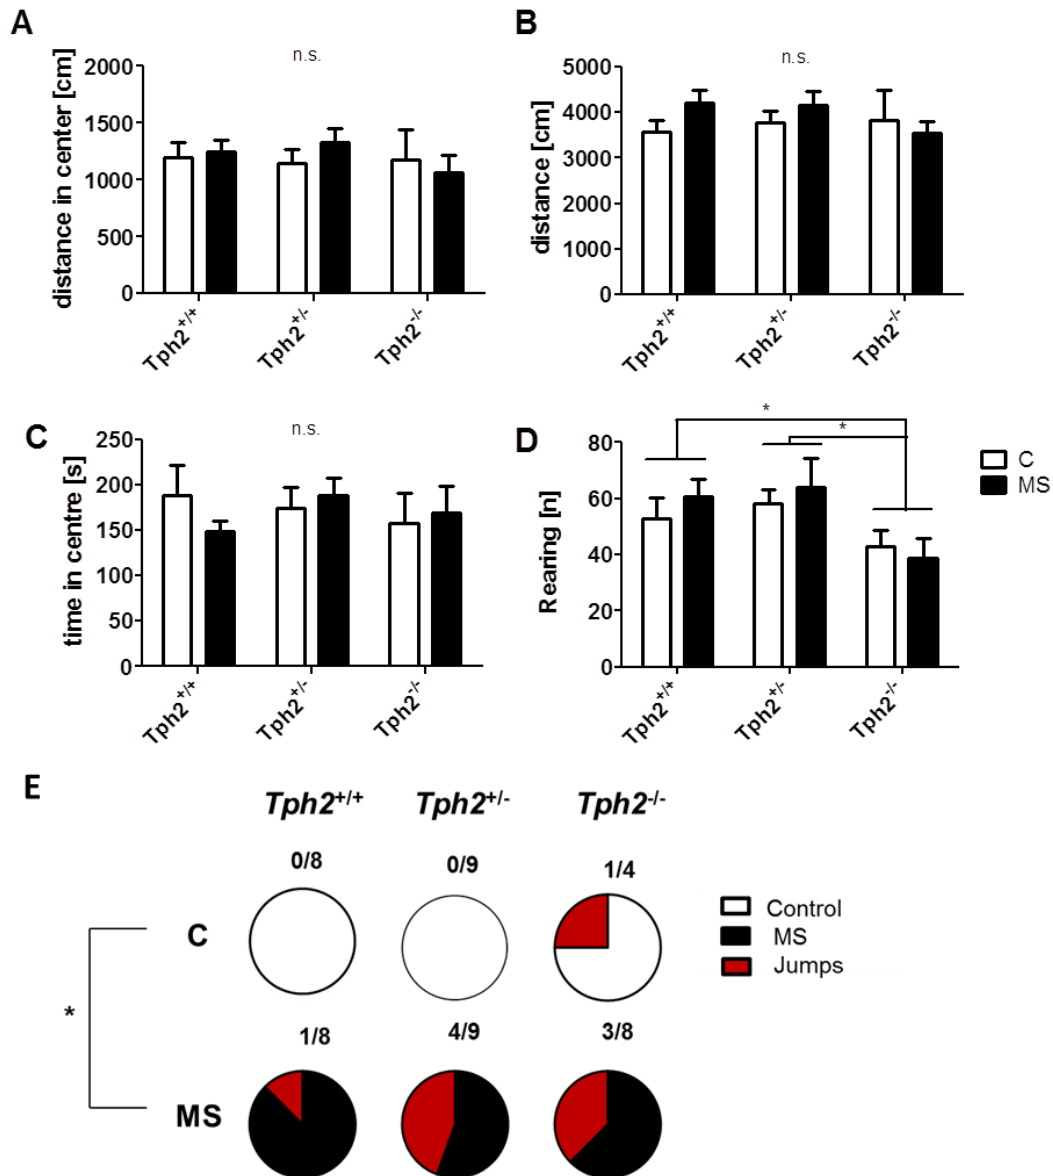 A
n.s.
distance in center [cm]
2000
1500
1000
500
0
Tph2+/+
Tph2+/-
Tph2-/-
B
n.s.
distance [cm]
5000
4000
3000
2000
1000
0
Tph2+/+
Tph2+/-
Tph2-/-
C
n.s.
time in centre [s]
250
200
150
100
50
0
Tph2+/+
Tph2+/-
Tph2-/-
D
*
*
Rearing [n]
80
60
40
20
0
Tph2+/+
Tph2+/-
Tph2-/-
C
MS
E
Tph2+/+ Tph2+/- Tph2-/-
0/8 0/9 1/4
C
Control
MS
Jumps
*
1/8 4/9 3/8
MS